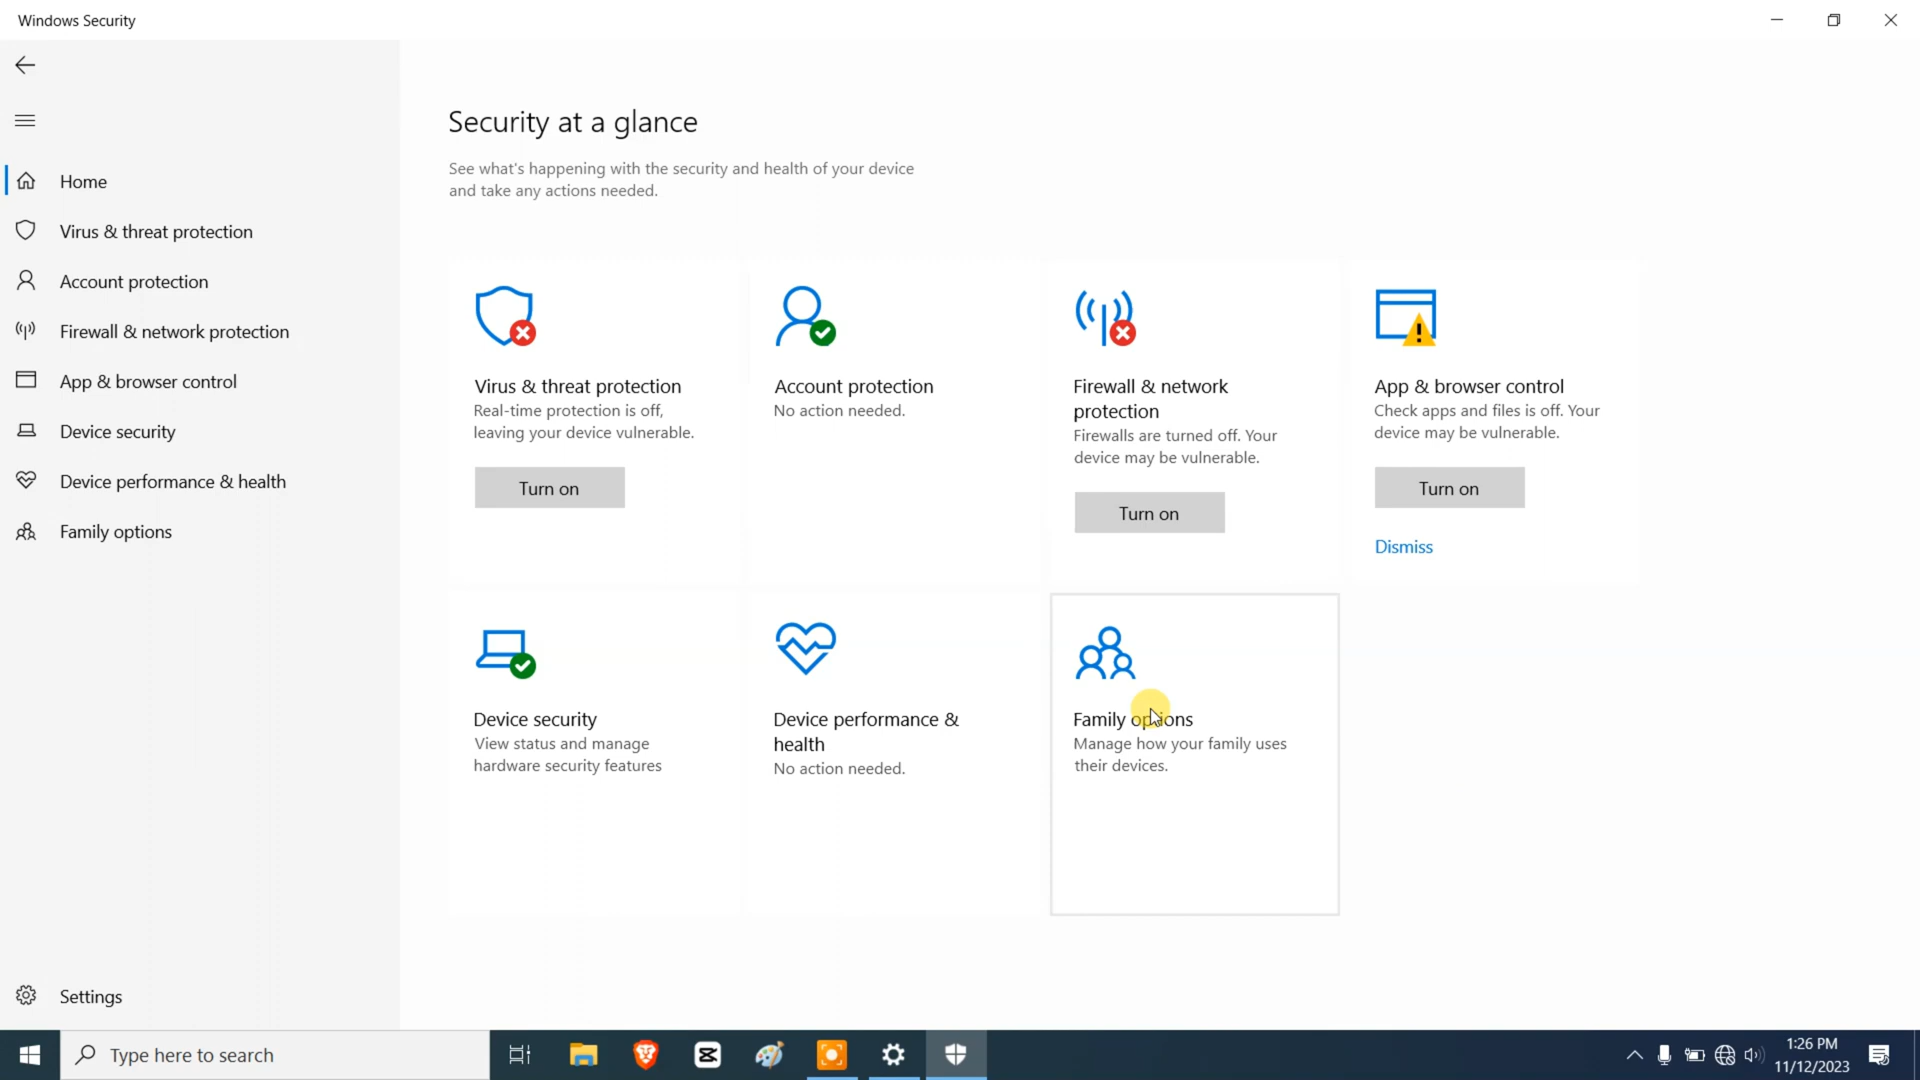 Windows Security
Home
Virus & threat protection
Account protection
Firewall & network protection
App & browser control
Device security
Device performance & health
Family options
Settings
Security at a glance
See what's happening with the security and health of your device
and take any actions needed.
Virus & threat protection
Real-time protection is off,
leaving your device vulnerable.
Turn on
Account protection
No action needed.
Firewall & network
protection
Firewalls are turned off. Your
device may be vulnerable.
Turn on
App & browser control
Check apps and files is off. Your
device may be vulnerable.
Turn on
Dismiss
Device security
View status and manage
hardware security features
Device performance &
health
No action needed.
Family options
Manage how your family uses
their devices.
Type here to search
1:26 PM
11/12/2023